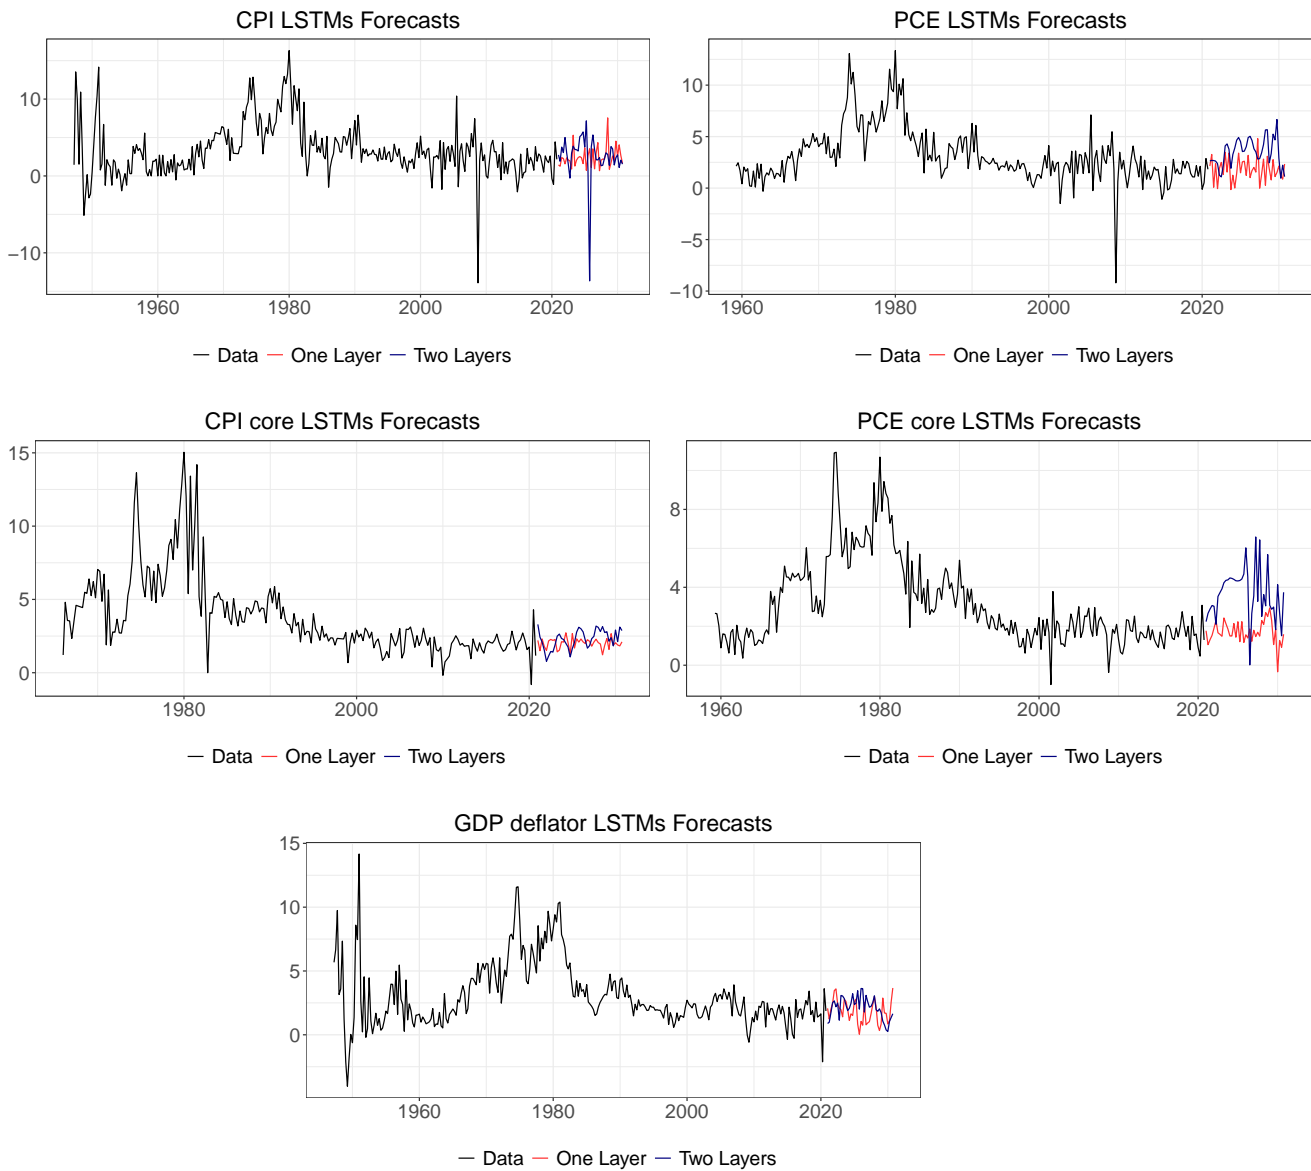 CPI LSTMs Forecasts
10
0
−10
1960 1980 2000 2020
Data One Layer Two Layers
PCE LSTMs Forecasts
10
5
0
−5
−10
1960 1980 2000 2020
Data One Layer Two Layers
CPI core LSTMs Forecasts
15
10
5
0
1980 2000 2020
Data One Layer Two Layers
PCE core LSTMs Forecasts
8
4
0
1960 1980 2000 2020
Data One Layer Two Layers
GDP deflator LSTMs Forecasts
15
10
5
0
1960 1980 2000 2020
Data One Layer Two Layers